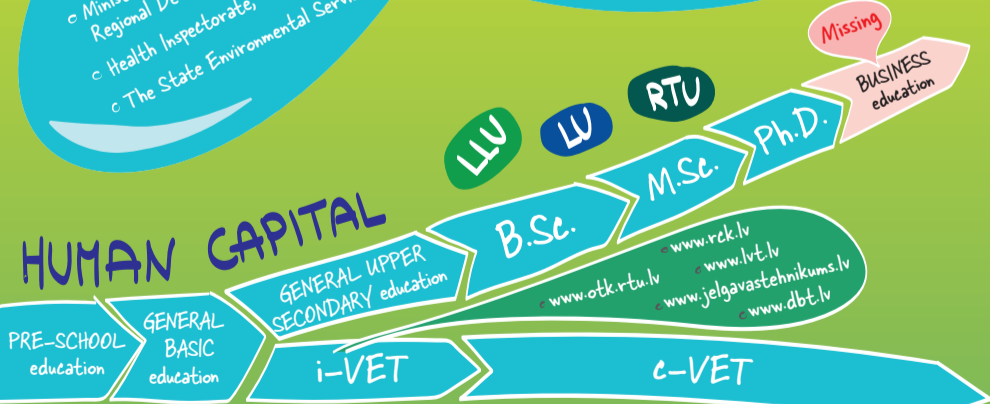 Regional
Health Inspectorate,
The State Environmental
Missing
BUSINESS
education
Ph.D.
RTU
LU
LLU
M.Sc.
B.Sc.
HUMAN CAPITAL
GENERAL UPPER
SECONDARY education
PRE-SCHOOL
education
GENERAL
BASIC
education
www.rck.lv
www.lvt.lv
www.otk.rtu.lv
www.jelgavastehnikums.lv
www.dbt.lv
i-VET
c-VET